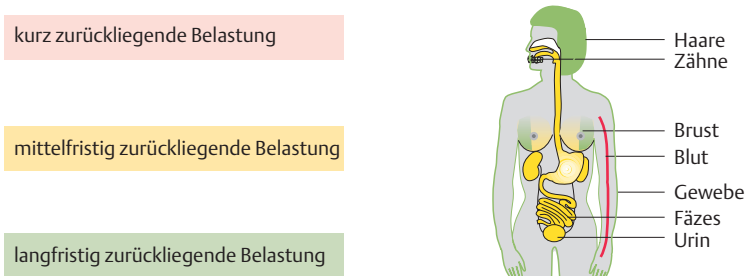 kurz zurückliegende Belastung
mittelfristig zurückliegende Belastung
langfristig zurückliegende Belastung
Haare
Zähne
Brust
Blut
Gewebe
Fäzes
Urin